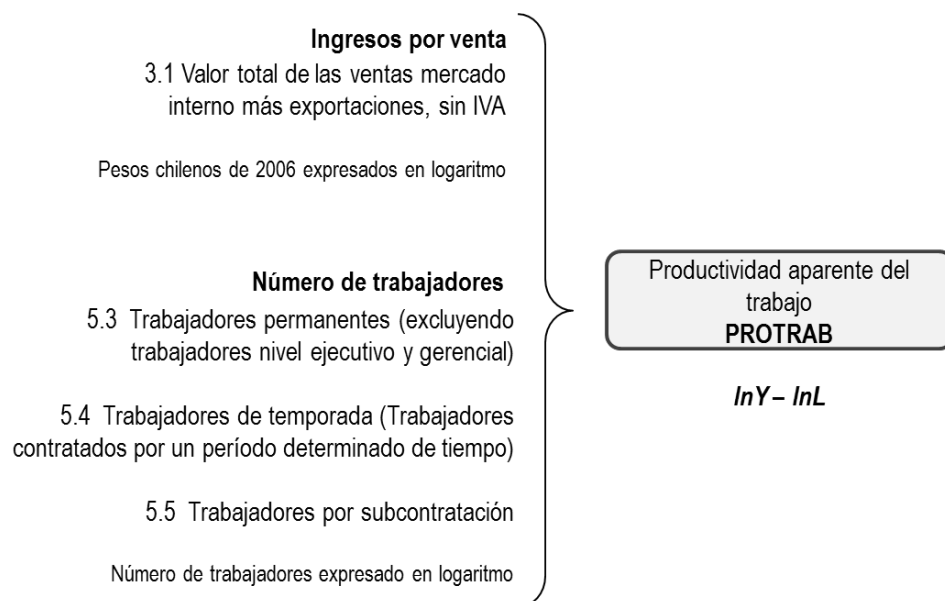 Ingresos por venta
3.1 Valor total de las ventas mercado
interno más exportaciones, sin IVA
Pesos chilenos de 2006 expresados en logaritmo
Número de trabajadores
5.3 Trabajadores permanentes (excluyendo
trabajadores nivel ejecutivo y gerencial)
5.4 Trabajadores de temporada (Trabajadores
contratados por un período determinado de tiempo)
5.5 Trabajadores por subcontratación
Número de trabajadores expresado en logaritmo
Productividad aparente del
trabajo
PROTRAB
lnY – lnL